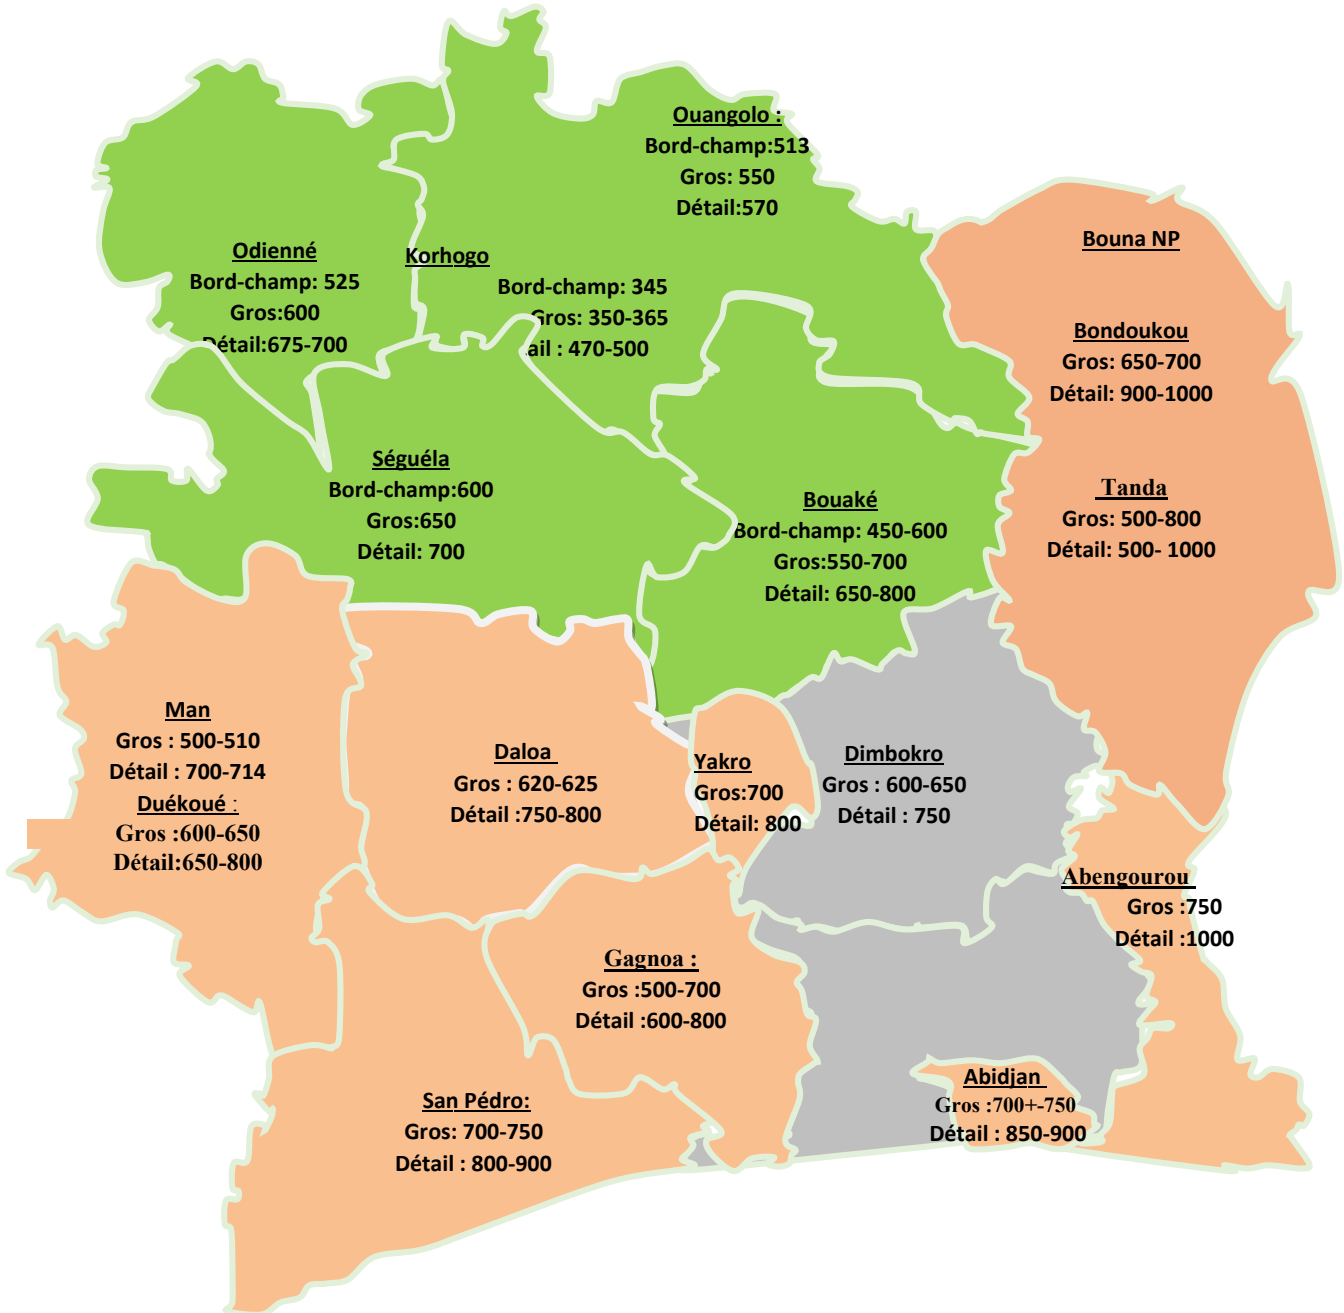 Ouangolo :
Bord-champ:513
Gros: 550
Détail:570
Odienné
Bord-champ: 525
Gros:600
Détail:675-700
Korhogo
Bord-champ: 345
Gros: 350-365
ail : 470-500
Bouna NP
Bondoukou
Gros: 650-700
Détail: 900-1000
Séguéla
Bord-champ:600
Gros:650
Détail: 700
Bouaké
Bord-champ: 450-600
Gros:550-700
Détail: 650-800
Tanda
Gros: 500-800
Détail: 500- 1000
Man
Gros : 500-510
Détail : 700-714
Duékoué :
Gros :600-650
Détail:650-800
Daloa
Gros : 620-625
Détail :750-800
Yakro
Gros:700
Détail: 800
Dimbokro
Gros : 600-650
Détail : 750
Abengourou
Gros :750
Détail :1000
Gagnoa :
Gros :500-700
Détail :600-800
San Pédro:
Gros: 700-750
Détail : 800-900
Abidjan
Gros :700+-750
Détail : 850-900